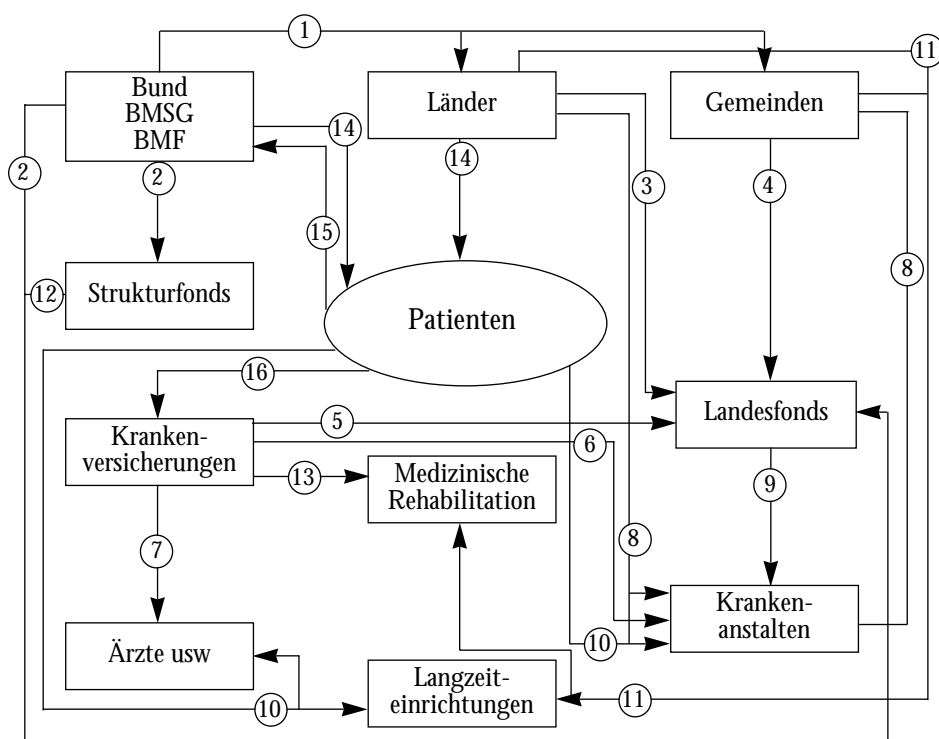 1
11
Bund
BMSG
BMF
Länder
Gemeinden
14
14
2
2
3
4
15
8
12
Strukturfonds
Patienten
16
5
Landesfonds
Kranken-
versicherungen
6
13
Medizinische
Rehabilitation
9
7
8
Kranken-
anstalten
10
Ärzte usw
Langzeit-
einrichtungen
10
11